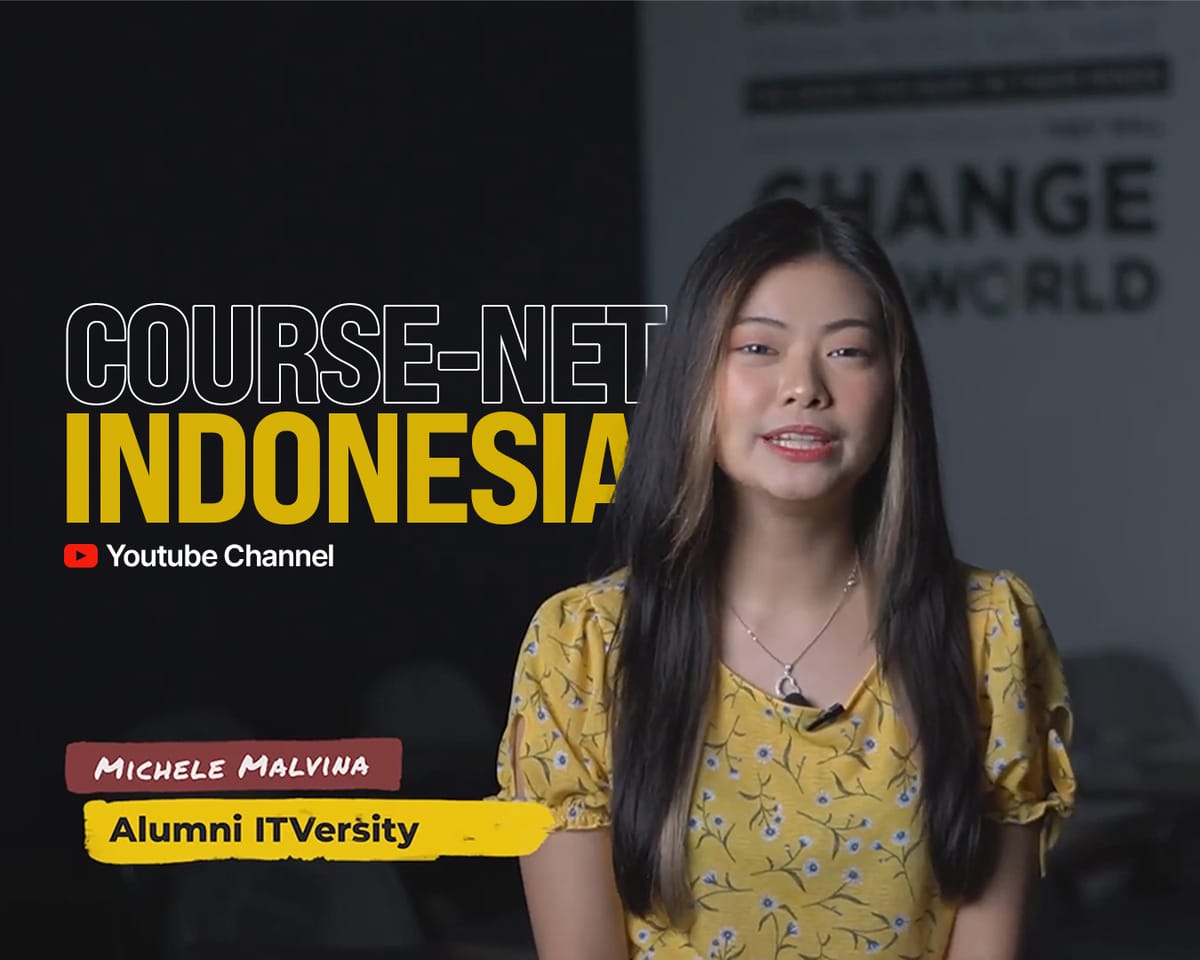 CHANGE
WORLD
COURSE-NET
INDONESIA
Youtube Channel
MICHELE MALVINA
Alumni ITVersity